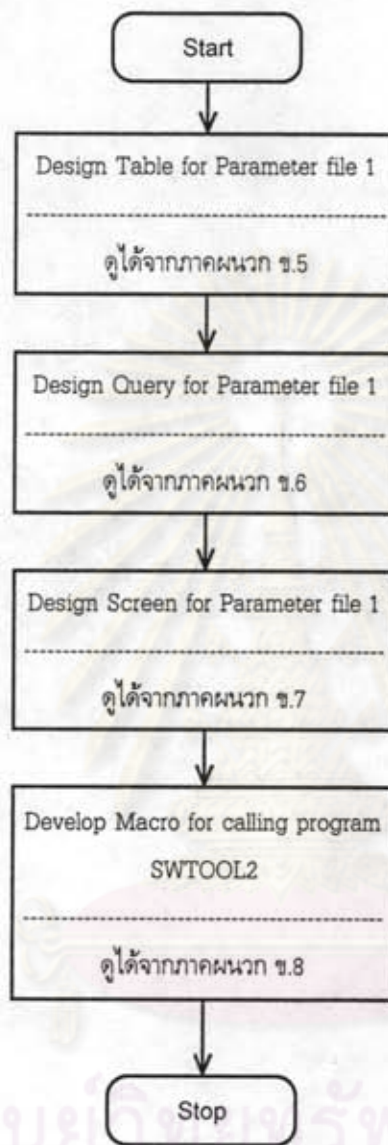 Start
Design Table for Parameter file 1
ดูได้จากภาคผนวก ข.5
Design Query for Parameter file 1
ดูได้จากภาคผนวก ข.6
Design Screen for Parameter file 1
ดูได้จากภาคผนวก ข.7
Develop Macro for calling program
SWTOOL2
ดูได้จากภาคผนวก ข.8
Stop